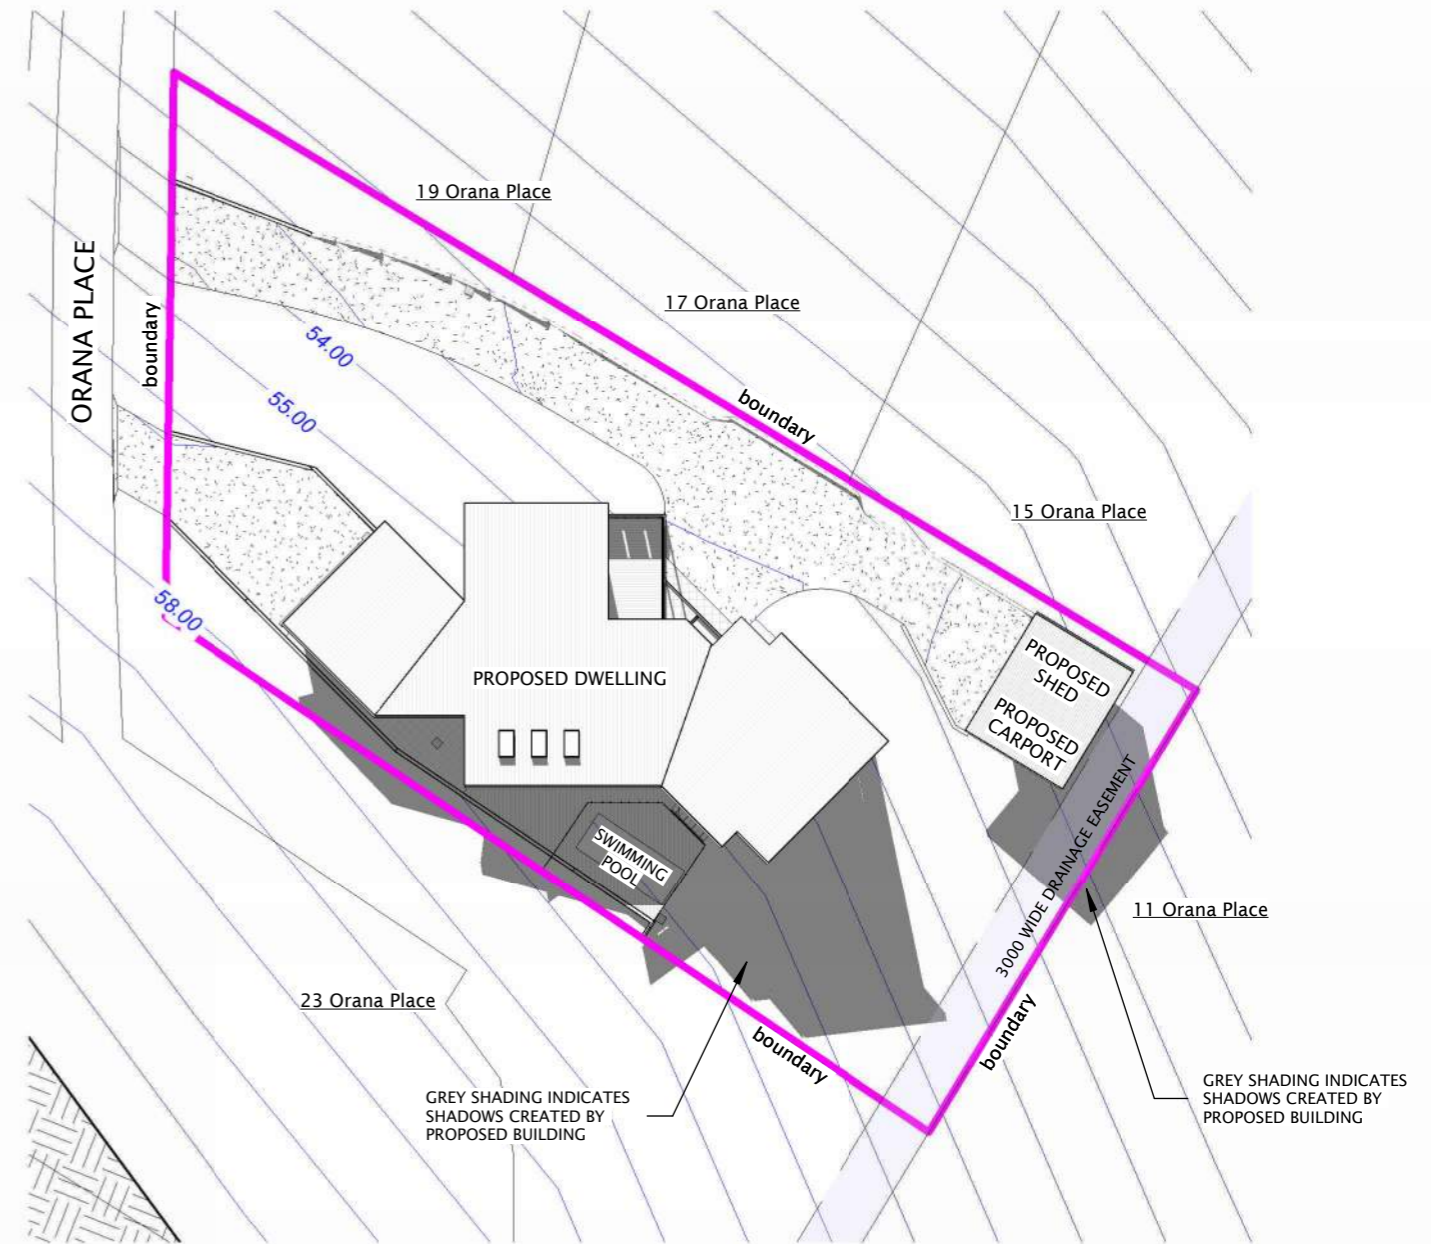 19 Orana Place
ORANA PLACE
boundary
17 Orana Place
54.00
55.00
boundary
15 Orana Place
58.00
PROPOSED DWELLING
PROPOSED
SHED
PROPOSED
CARPORT
SWIMMING
POOL
3000 WIDE DRAINAGE EASEMENT
11 Orana Place
23 Orana Place
boundary
boundary
GREY SHADING INDICATES
SHADOWS CREATED BY
PROPOSED BUILDING
GREY SHADING INDICATES
SHADOWS CREATED BY
PROPOSED BUILDING